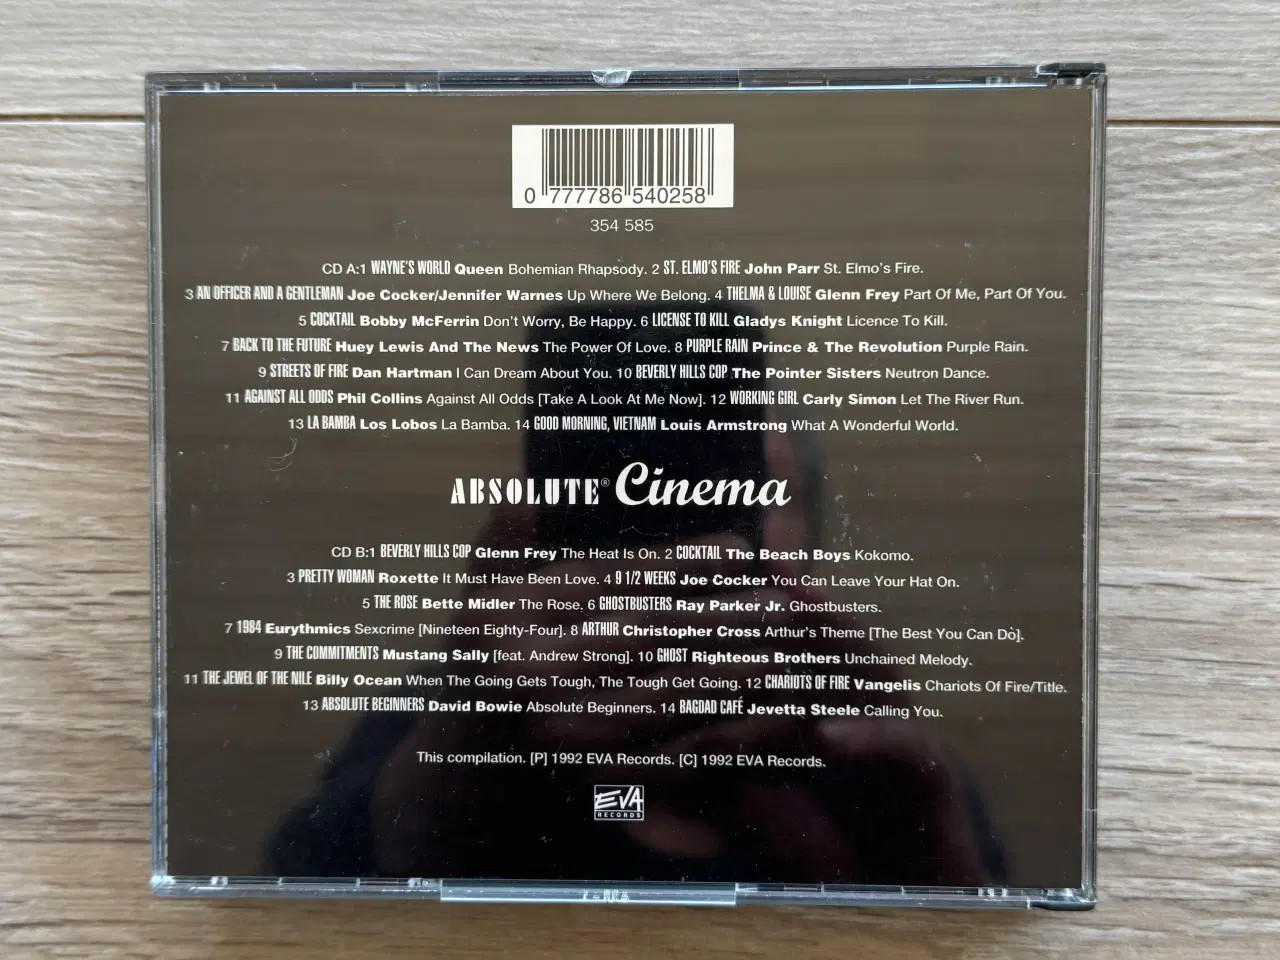 0 777786 540258
354 585
CD A:1 WAYNE'S WORLD Queen Bohemian Rhapsody. 2 ST. ELMO'S FIRE John Parr St. Elmo's Fire.
3 AN OFFICER AND A GENTLEMAN Joe Cocker/Jennifer Warnes Up Where We Belong. 4 THELMA & LOUISE Glenn Frey Part Of Me, Part Of You.
5 COCKTAIL Bobby McFerrin Don't Worry, Be Happy. 6 LICENSE TO KILL Gladys Knight Licence To Kill.
7 BACK TO THE FUTURE Huey Lewis And The News The Power Of Love. 8 PURPLE RAIN Prince & The Revolution Purple Rain.
9 STREETS OF FIRE Dan Hartman I Can Dream About You. 10 BEVERLY HILLS COP The Pointer Sisters Neutron Dance.
11 AGAINST ALL ODDS Phil Collins Against All Odds [Take A Look At Me Now]. 12 WORKING GIRL Carly Simon Let The River Run.
13 LA BAMBA Los Lobos La Bamba. 14 GOOD MORNING, VIETNAM Louis Armstrong What A Wonderful World.
ABSOLUTE® Cinema
CD B:1 BEVERLY HILLS COP Glenn Frey The Heat Is On. 2 COCKTAIL The Beach Boys Kokomo.
3 PRETTY WOMAN Roxette It Must Have Been Love. 4 9 1/2 WEEKS Joe Cocker You Can Leave Your Hat On.
5 THE ROSE Bette Midler The Rose. 6 GHOSTBUSTERS Ray Parker Jr. Ghostbusters.
7 1984 Eurythmics Sexcrime [Nineteen Eighty-Four]. 8 ARTHUR Christopher Cross Arthur's Theme [The Best You Can Do].
9 THE COMMITMENTS Mustang Sally [feat. Andrew Strong]. 10 GHOST Righteous Brothers Unchained Melody.
11 THE JEWEL OF THE NILE Billy Ocean When The Going Gets Tough, The Tough Get Going. 12 CHARIOTS OF FIRE Vangelis Chariots Of Fire/Title.
13 ABSOLUTE BEGINNERS David Bowie Absolute Beginners. 14 BAGDAD CAFÉ Jevetta Steele Calling You.
This compilation. [P] 1992 EVA Records. [C] 1992 EVA Records.
EVA
RECORDS